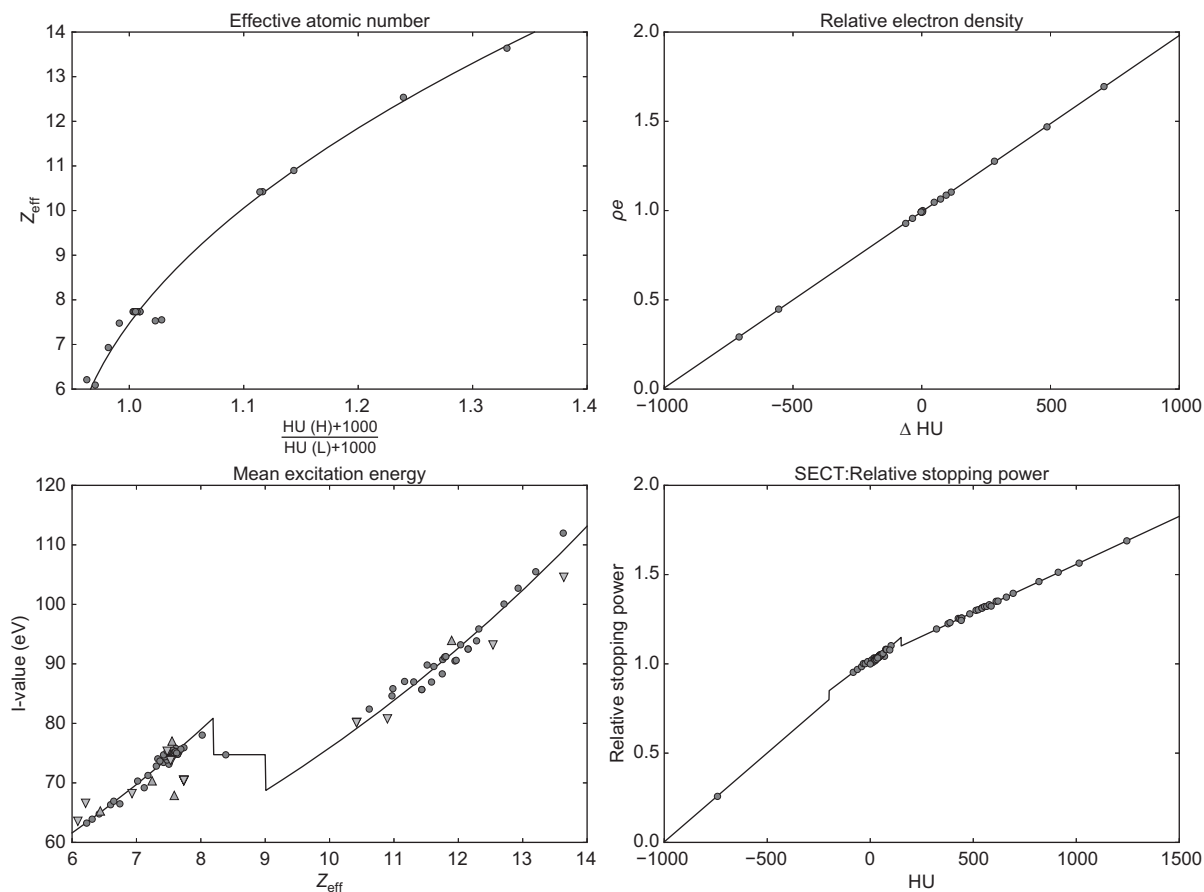 Effective atomic number
14
13
12
11
10
9
8
7
6
Z_eff
1.0 1.1 1.2 1.3 1.4
HU (H)+1000
HU (L)+1000
Relative electron density
2.0
1.5
1.0
0.5
0.0
ρe
−1000 −500 0 500 1000
Δ HU
Mean excitation energy
120
110
100
90
80
70
60
I-value (eV)
6 7 8 9 10 11 12 13 14
Z_eff
SECT:Relative stopping power
2.0
1.5
1.0
0.5
0.0
Relative stopping power
−1000 −500 0 500 1000 1500
HU